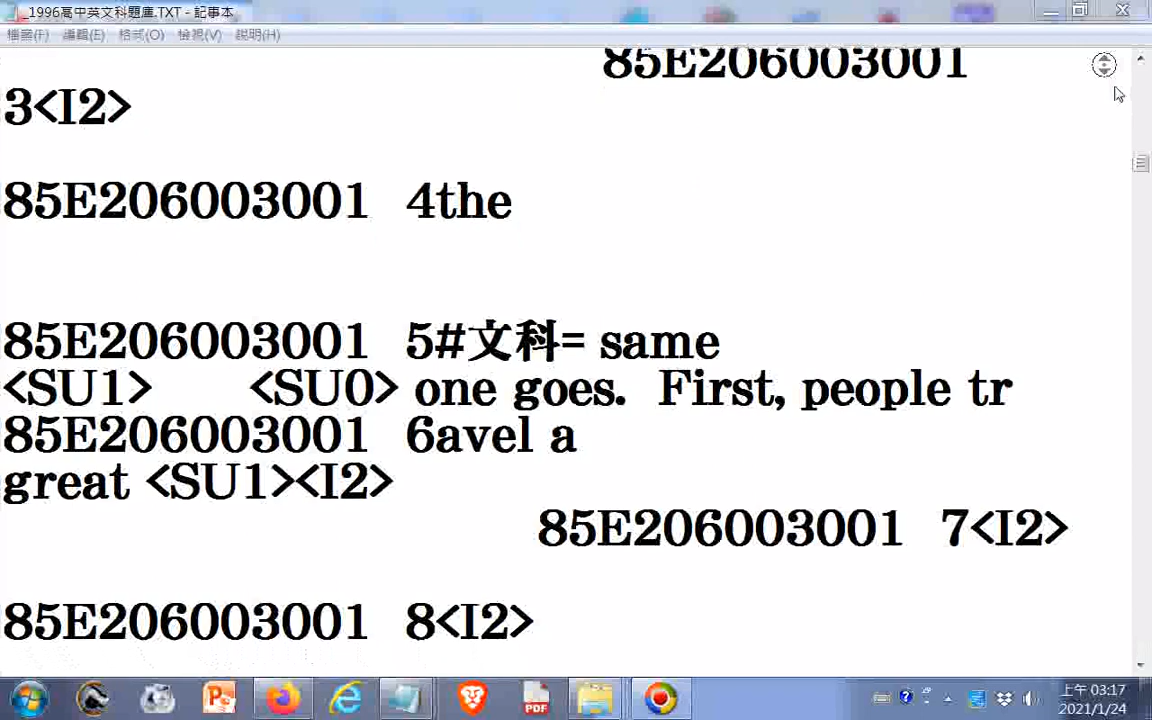 _1996高中英文科題庫.TXT - 記事本
檔案(F) 編輯(E) 格式(O) 檢視(V) 說明(H)
85E206003001
3<I2>
85E206003001 4the
85E206003001 5#文科= same
<SU1> <SU0> one goes. First, people tr
85E206003001 6avel a
great <SU1><I2>
85E206003001 7<I2>
85E206003001 8<I2>
PDF
上午 03:17
2021/1/24